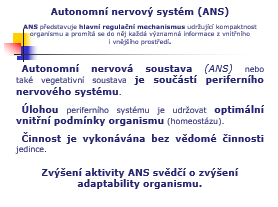 Autonomní nervový systém (ANS)
ANS představuje hlavní regulační mechanismus udržující kompaktnost
organismu a promítá se do něj každá významná informace z vnitřního
i vnějšího prostředí.
Autonomní nervová soustava (ANS) nebo
také vegetativní soustava je součástí periferního
nervového systému.
Úlohou periferního systému je udržovat optimální
vnitřní podmínky organismu (homeostázu).
Činnost je vykonávána bez vědomé činnosti
jedince.
Zvýšení aktivity ANS svědčí o zvýšení
adaptability organismu.